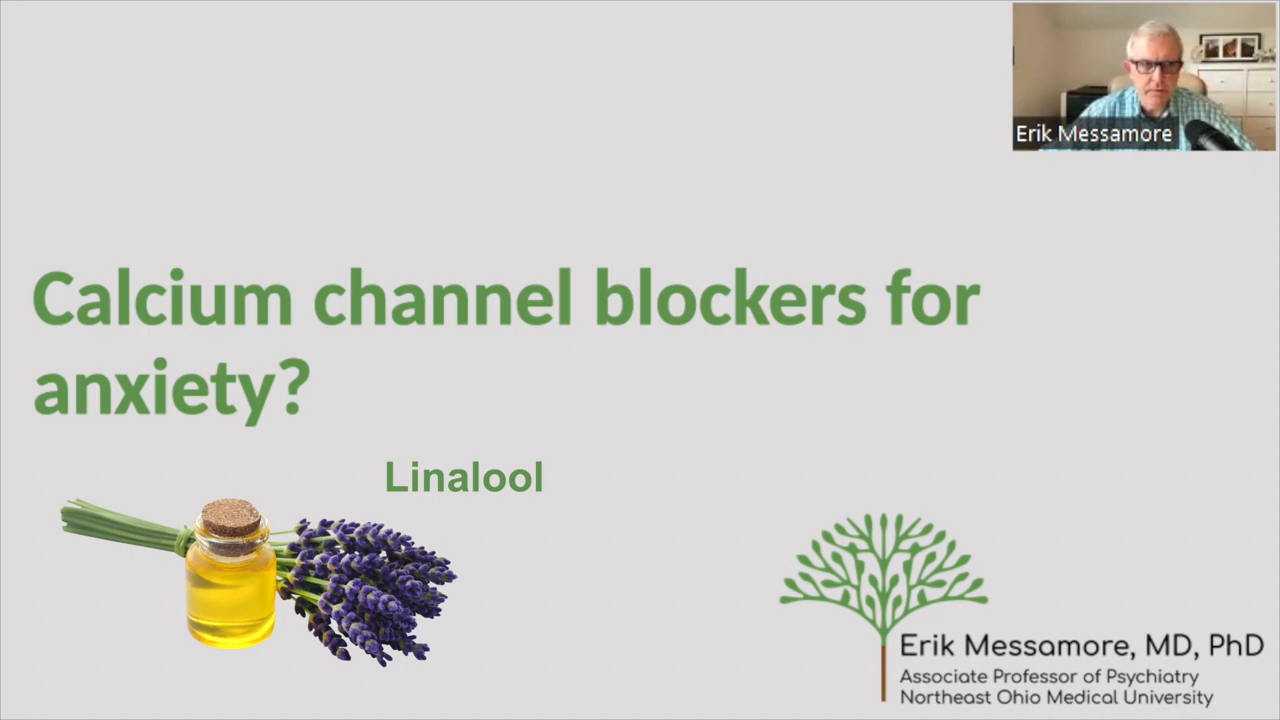 Erik Messamore
Calcium channel blockers for
anxiety?
Linalool
Erik Messamore, MD, PhD
Associate Professor of Psychiatry
Northeast Ohio Medical University